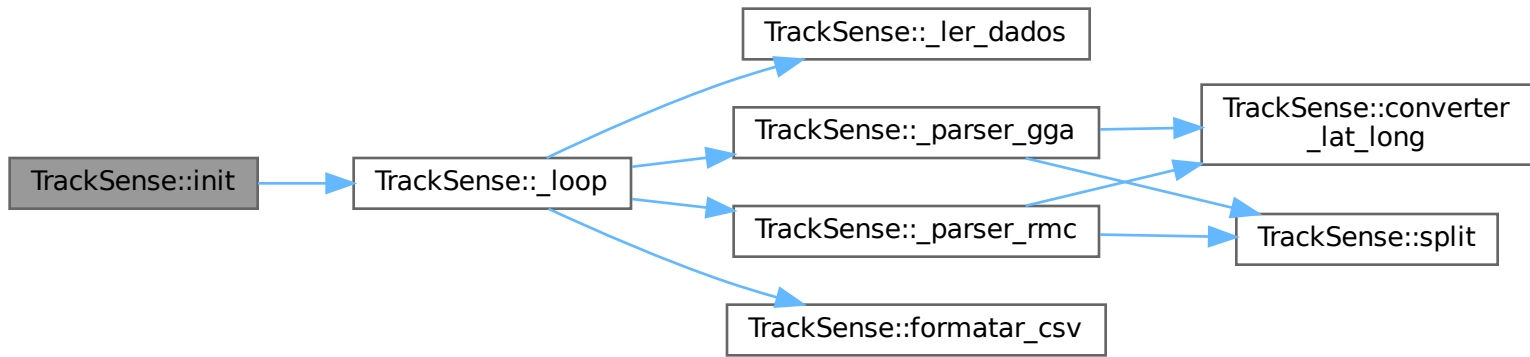 TrackSense::init
TrackSense::_loop
TrackSense::_ler_dados
TrackSense::_parser_gga
TrackSense::_parser_rmc
TrackSense::formatar_csv
TrackSense::converter
_lat_long
TrackSense::split